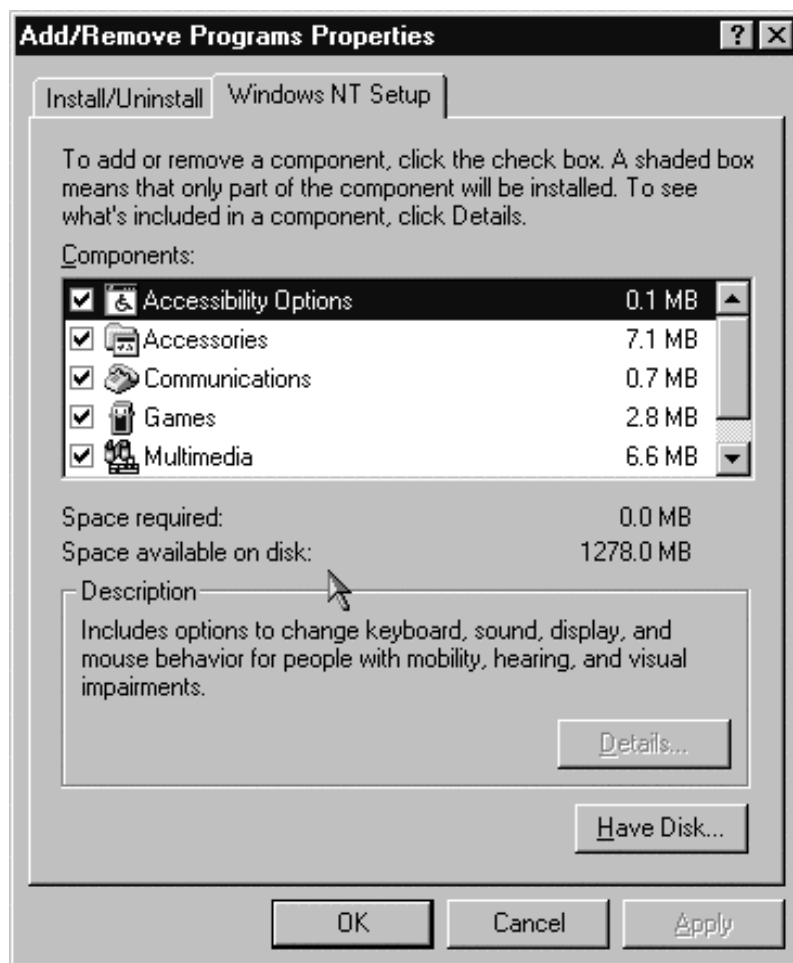 Add/Remove Programs Properties
Install/Uninstall
Windows NT Setup
To add or remove a component, click the check box. A shaded box
means that only part of the component will be installed. To see
what's included in a component, click Details.
Components:
Accessibility Options 0.1 MB
Accessories 7.1 MB
Communications 0.7 MB
Games 2.8 MB
Multimedia 6.6 MB
Space required: 0.0 MB
Space available on disk: 1278.0 MB
Description
Includes options to change keyboard, sound, display, and
mouse behavior for people with mobility, hearing, and visual
impairments.
Details...
Have Disk...
OK Cancel Apply